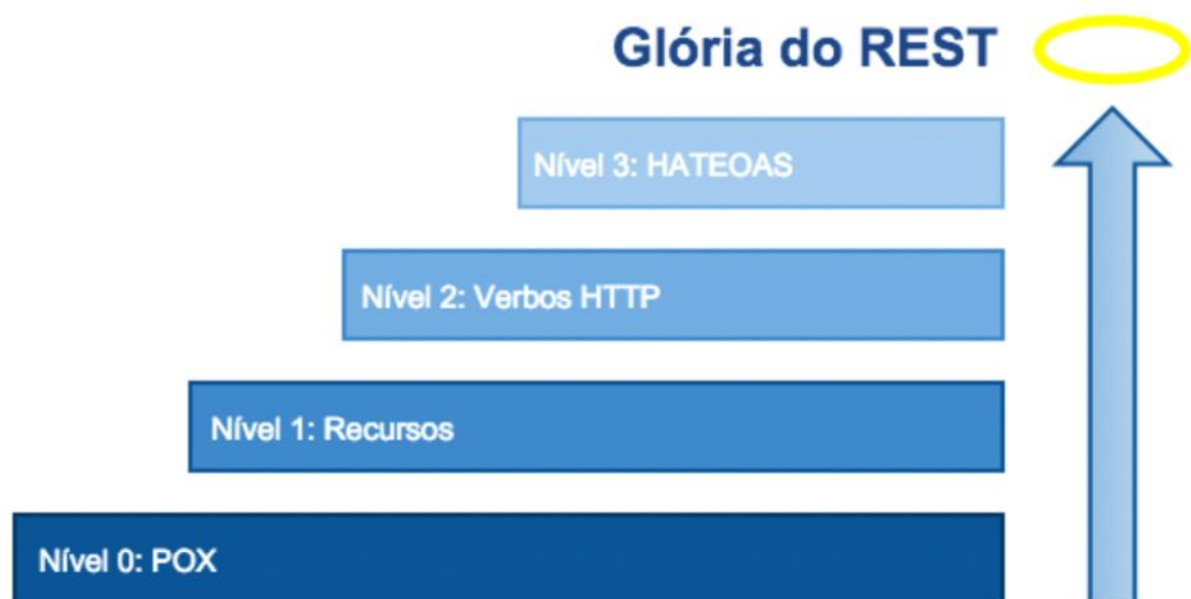 Glória do REST
Nível 3: HATEOAS
Nível 2: Verbos HTTP
Nível 1: Recursos
Nível 0: POX